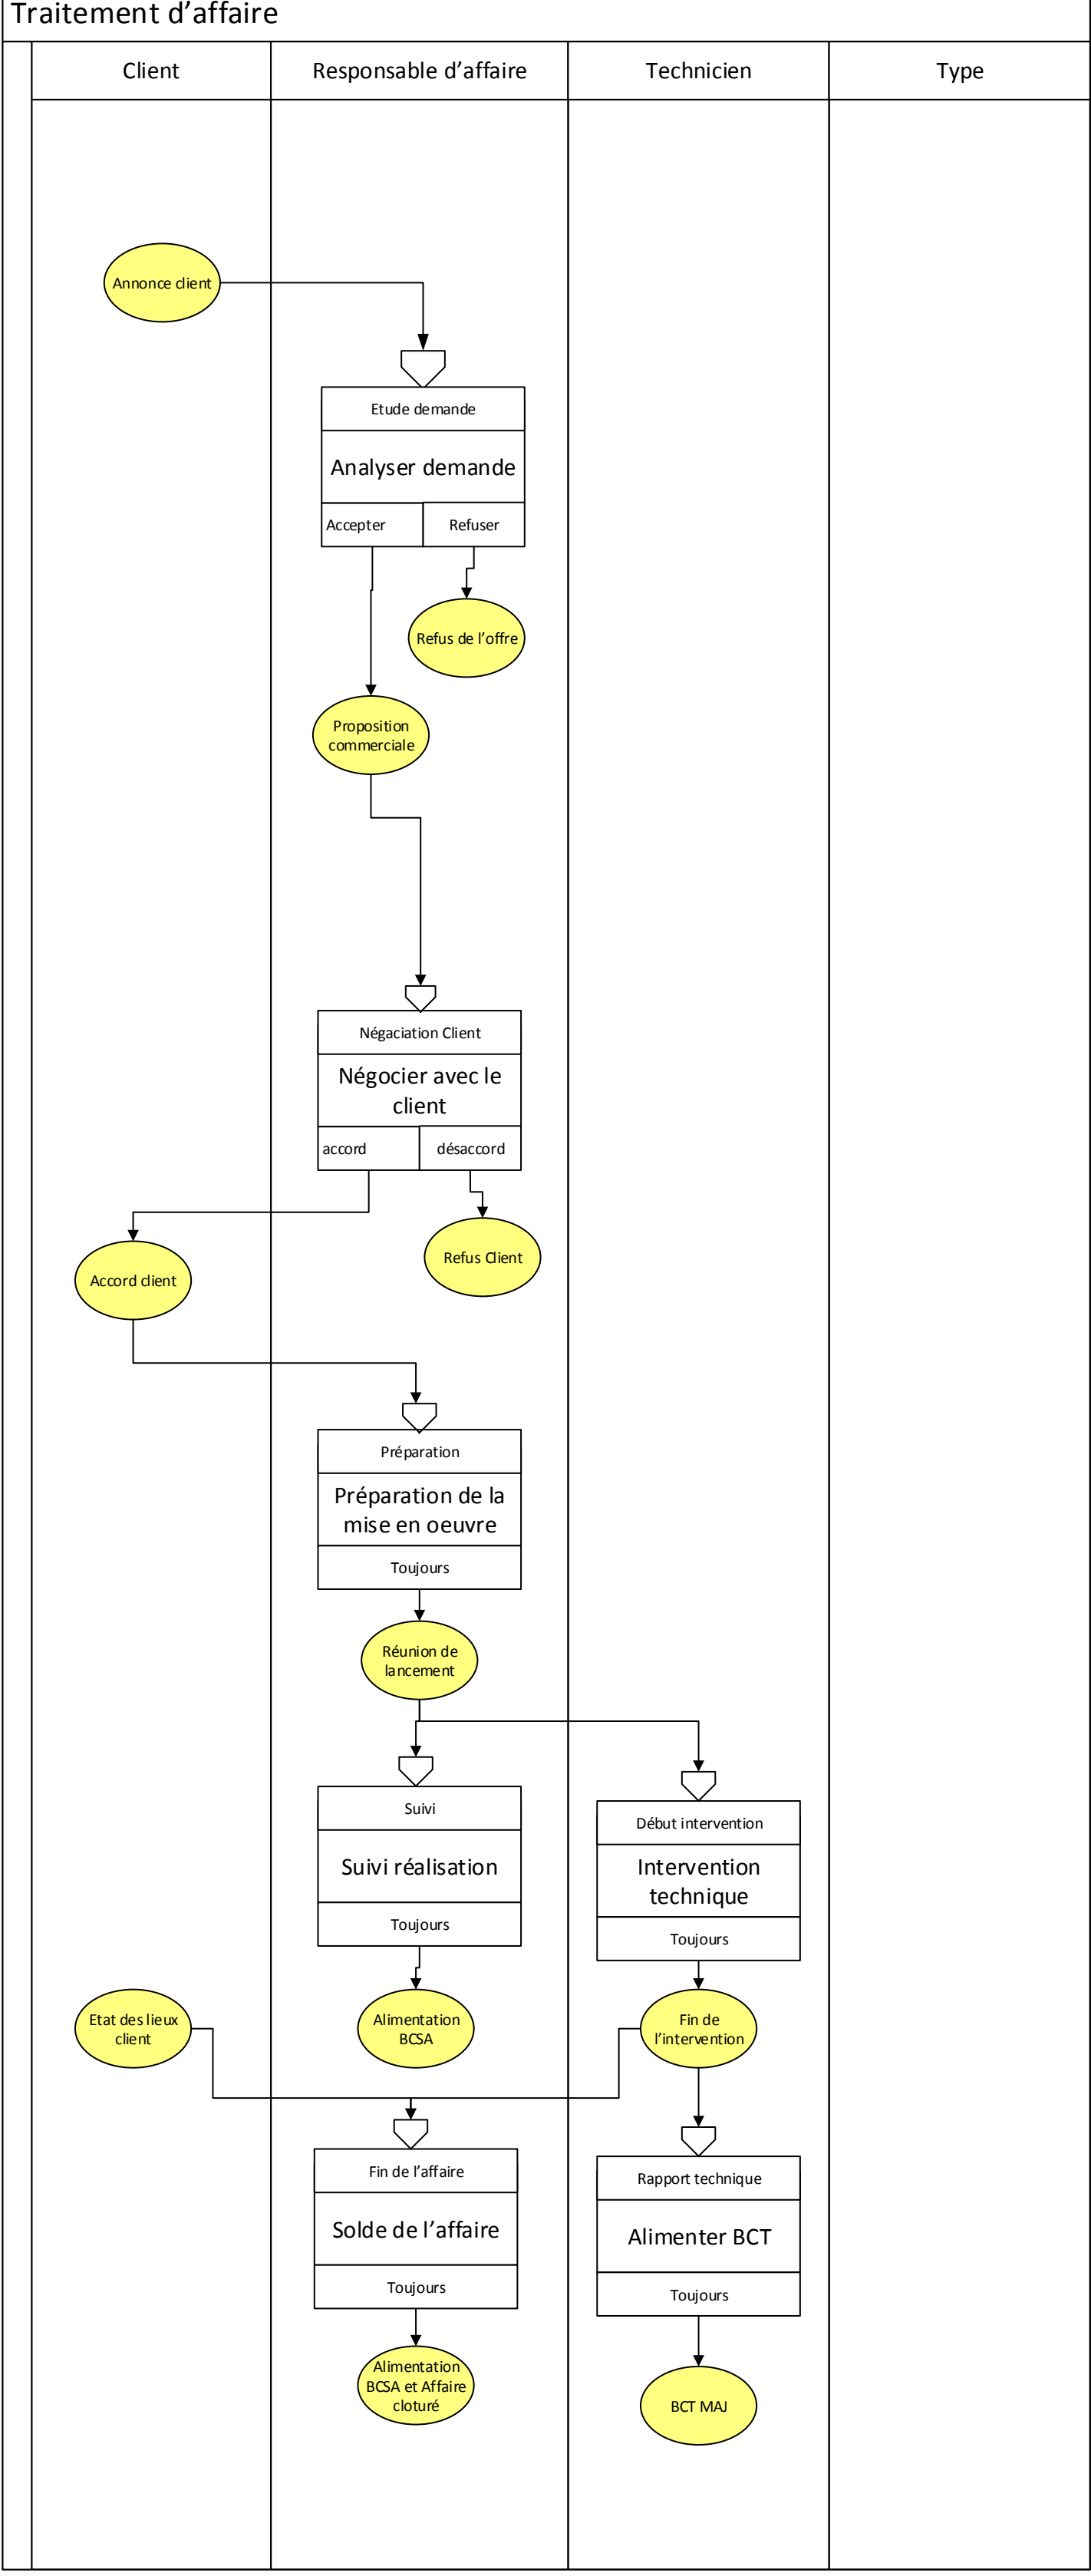 Traitement d’affaire
Client
Responsable d’affaire
Technicien
Type
Annonce client
Etude demande
Analyser demande
Accepter
Refuser
Refus de l’offre
Proposition
commerciale
Négaciation Client
Négocier avec le
client
accord
désaccord
Refus Client
Accord client
Préparation
Préparation de la
mise en oeuvre
Toujours
Réunion de
lancement
Suivi
Suivi réalisation
Toujours
Début intervention
Intervention
technique
Toujours
Etat des lieux
client
Alimentation
BCSA
Fin de
l’intervention
Fin de l’affaire
Solde de l’affaire
Toujours
Rapport technique
Alimenter BCT
Toujours
Alimentation
BCSA et Affaire
cloturé
BCT MAJ